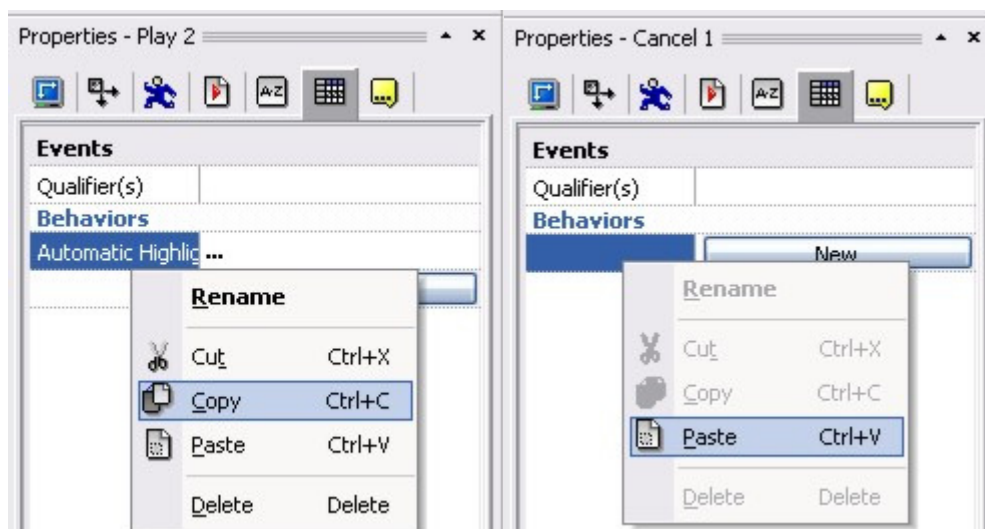 Properties - Play 2
A-Z
Events
Qualifier(s)
Behaviors
Automatic Highlig ...
Rename
Cut Ctrl+X
Copy Ctrl+C
Paste Ctrl+V
Delete Delete
Properties - Cancel 1
A-Z
Events
Qualifier(s)
Behaviors
New
Rename
Cut Ctrl+X
Copy Ctrl+C
Paste Ctrl+V
Delete Delete